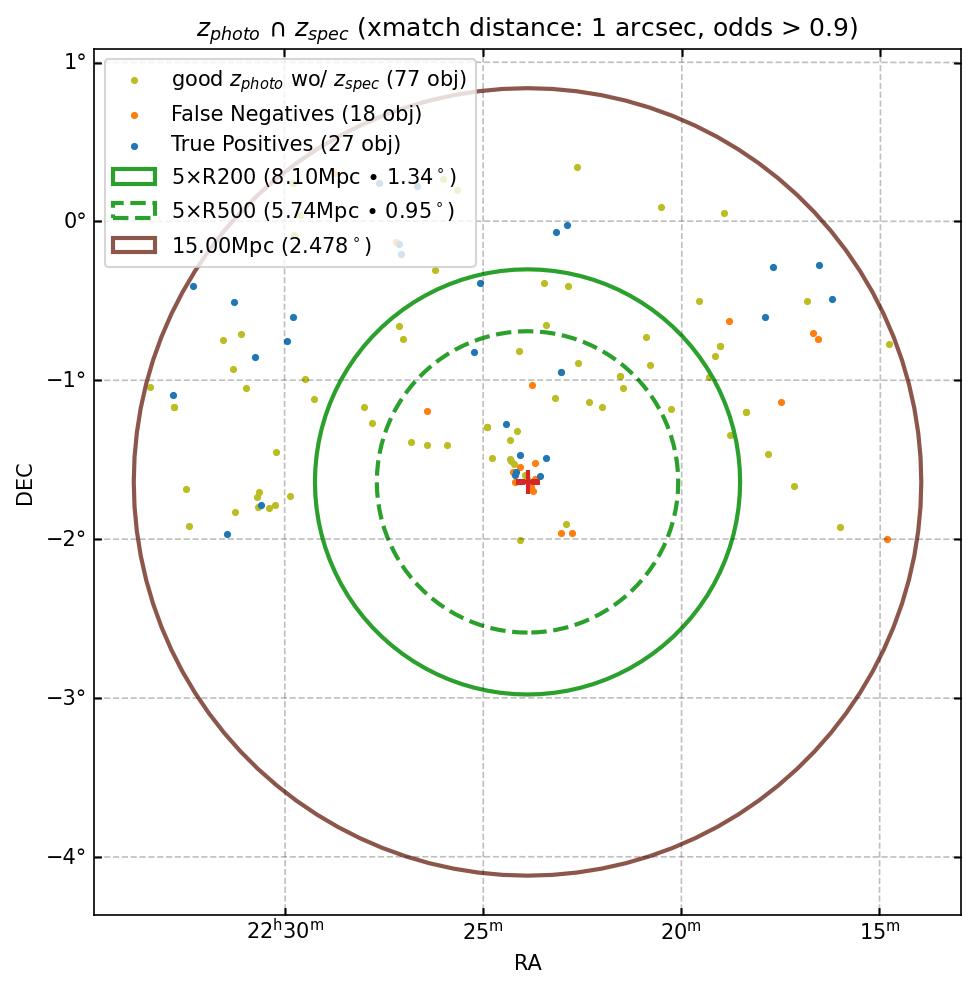 z_photo ∩ z_spec (xmatch distance: 1 arcsec, odds > 0.9)
good z_photo wo/ z_spec (77 obj)
False Negatives (18 obj)
True Positives (27 obj)
5×R200 (8.10Mpc • 1.34°)
5×R500 (5.74Mpc • 0.95°)
15.00Mpc (2.478°)
1°
0°
−1°
−2°
−3°
−4°
DEC
22h30m
25m
20m
15m
RA